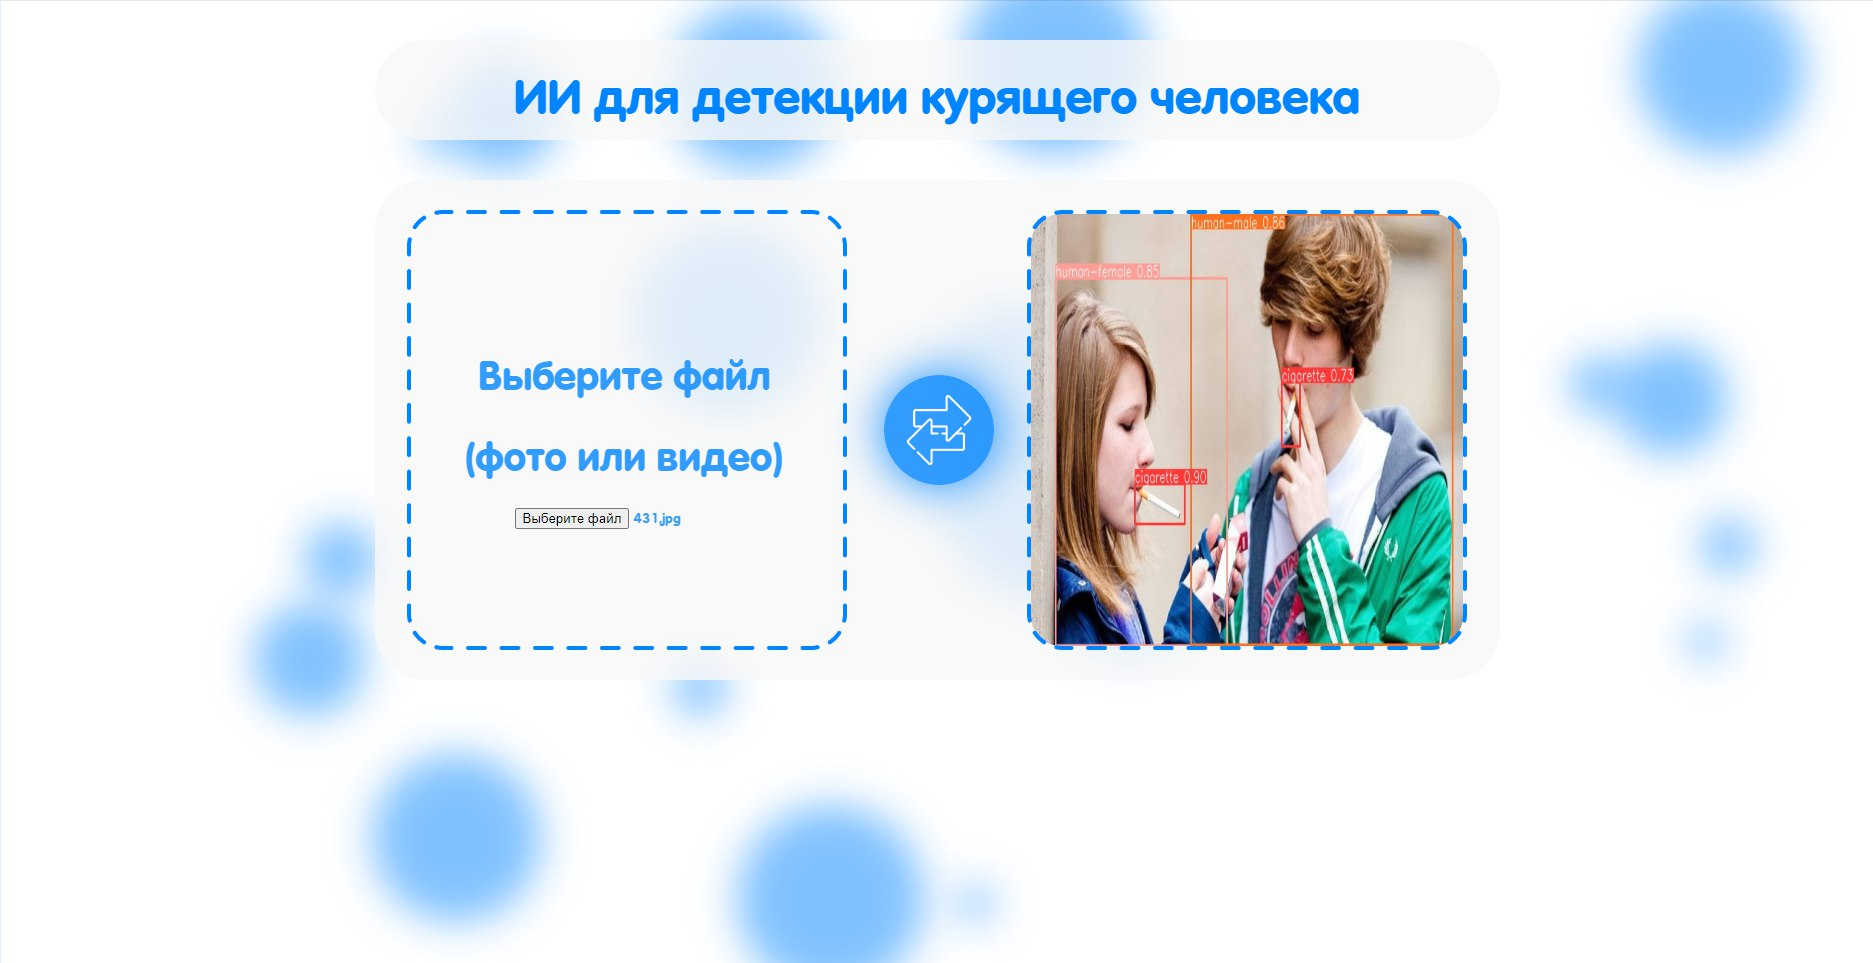 ИИ для детекции курящего человека
Выберите файл
(фото или видео)
Выберите файл 431.jpg
human-male 0.86
human-female 0.85
cigarette 0.73
cigarette 0.90